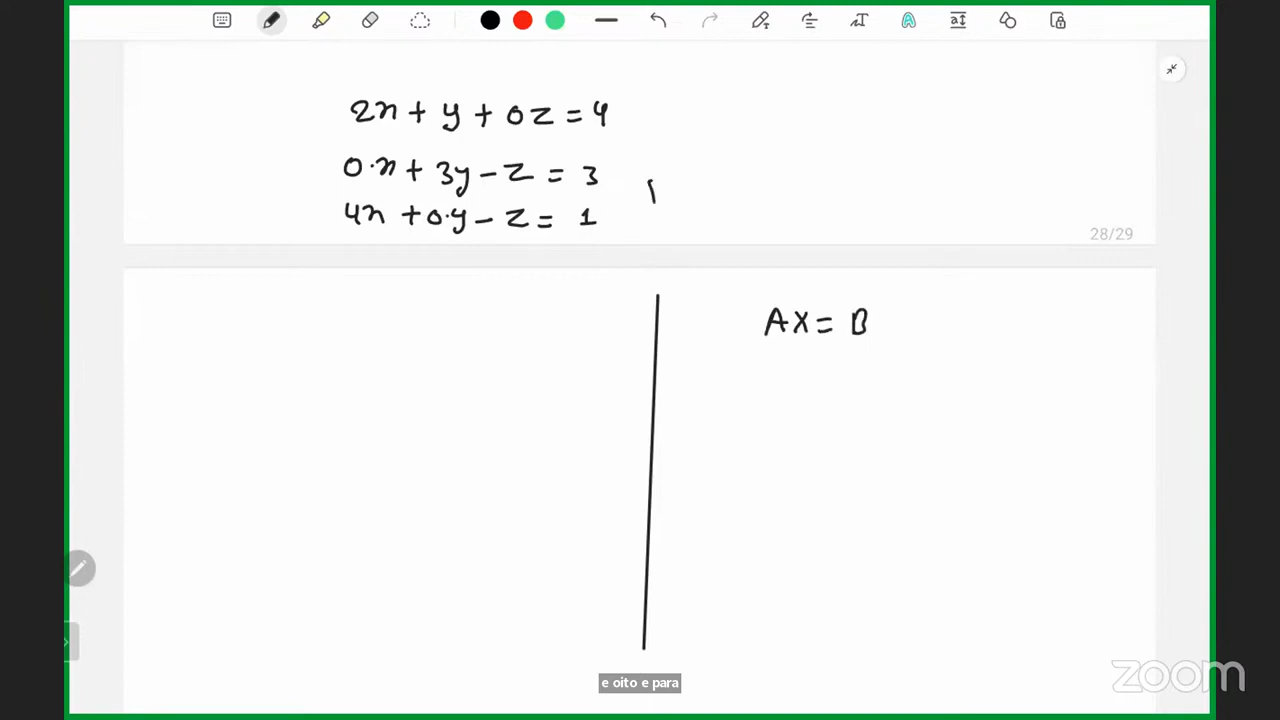 2x + y + 0z = 4
0·x + 3y - z = 3
4x + 0·y - z = 1
28/29
AX = B
e oito e para
zoom